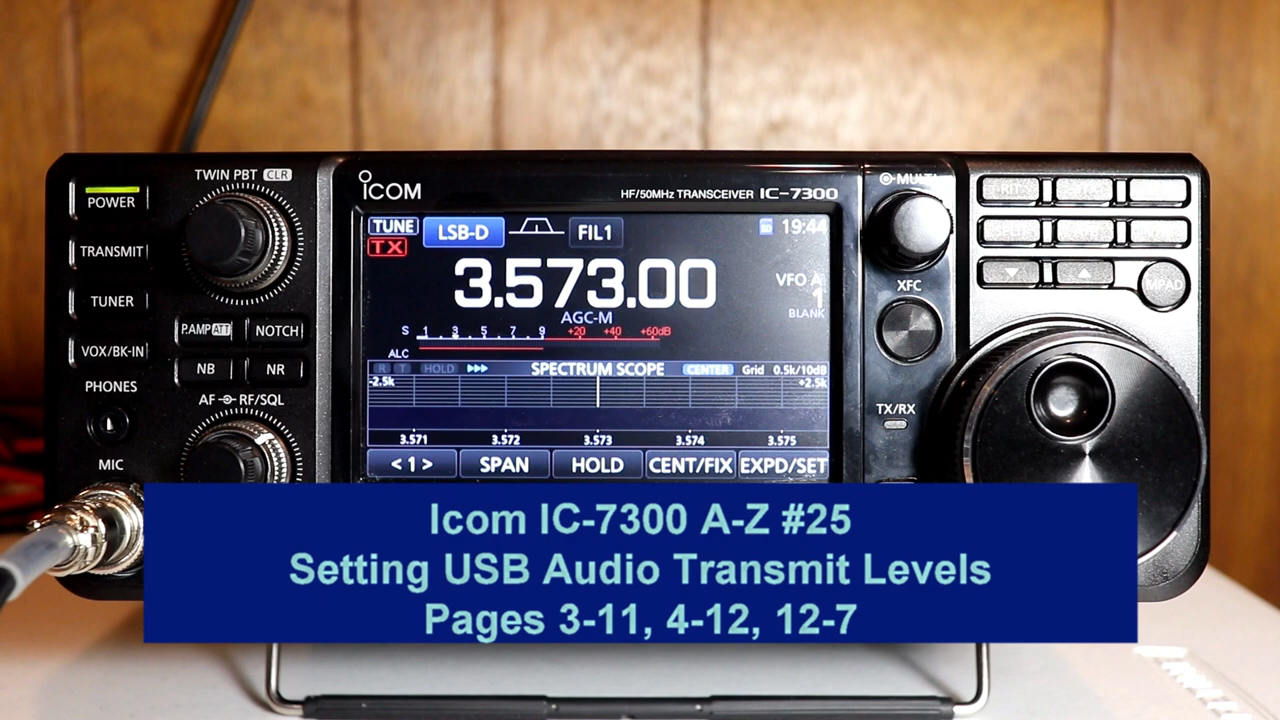 TWIN PBT CLR
POWER
TRANSMIT
TUNER
VOX/BK-IN
PHONES
MIC
P.AMP ATT
NOTCH
NB
NR
AF RF/SQL
ICOM
HF/50MHz TRANSCEIVER IC-7300
TUNE
LSB-D
FIL1
19:44
TX
3.573.00
VFO A
1
BLANK
AGC-M
S 1 3 5 7 9 +20 +40 +60dB
ALC
R T HOLD SPECTRUM SCOPE CENTER Grid 0.5k/10dB
-2.5k +2.5k
3.571 3.572 3.573 3.574 3.575
<1> SPAN HOLD CENT/FIX EXPD/SET
MULTI
XFC
TX/RX
RIT
MPAD
Icom IC-7300 A-Z #25
Setting USB Audio Transmit Levels
Pages 3-11, 4-12, 12-7